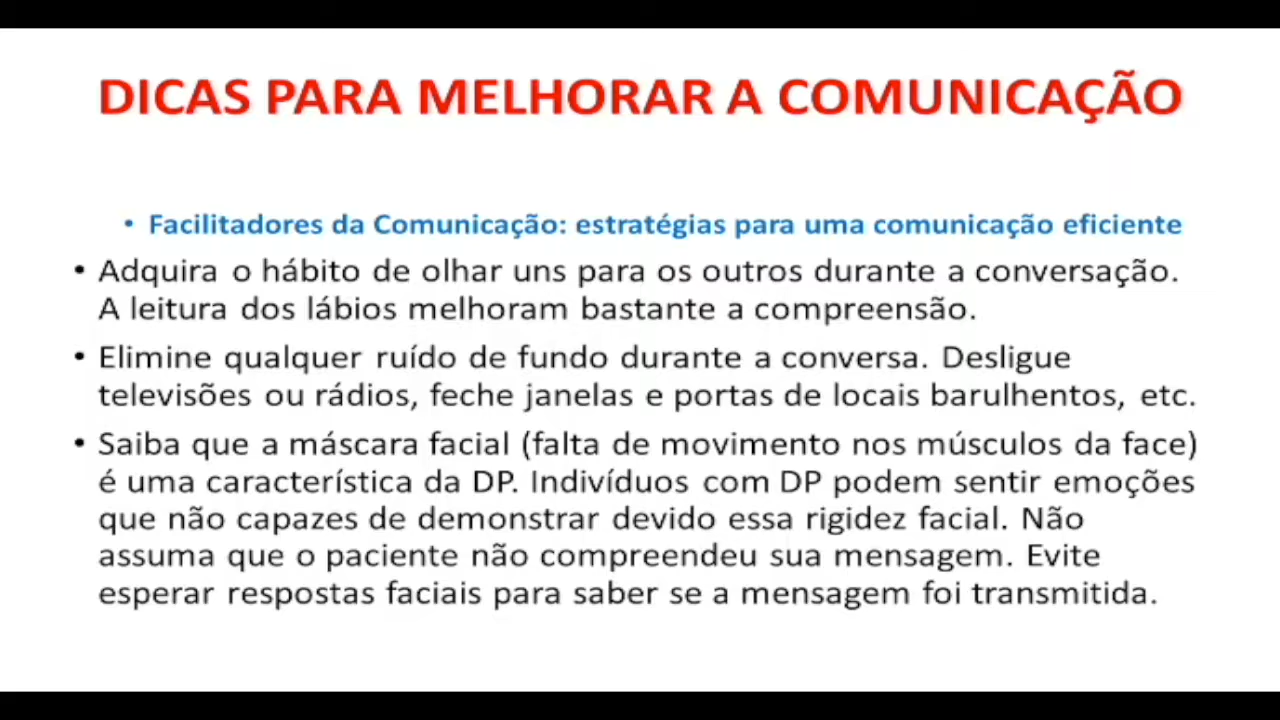 DICAS PARA MELHORAR A COMUNICAÇÃO
• Facilitadores da Comunicação: estratégias para uma comunicação eficiente
• Adquira o hábito de olhar uns para os outros durante a conversação.
A leitura dos lábios melhoram bastante a compreensão.
• Elimine qualquer ruído de fundo durante a conversa. Desligue
televisões ou rádios, feche janelas e portas de locais barulhentos, etc.
• Saiba que a máscara facial (falta de movimento nos músculos da face)
é uma característica da DP. Indivíduos com DP podem sentir emoções
que não capazes de demonstrar devido essa rigidez facial. Não
assuma que o paciente não compreendeu sua mensagem. Evite
esperar respostas faciais para saber se a mensagem foi transmitida.